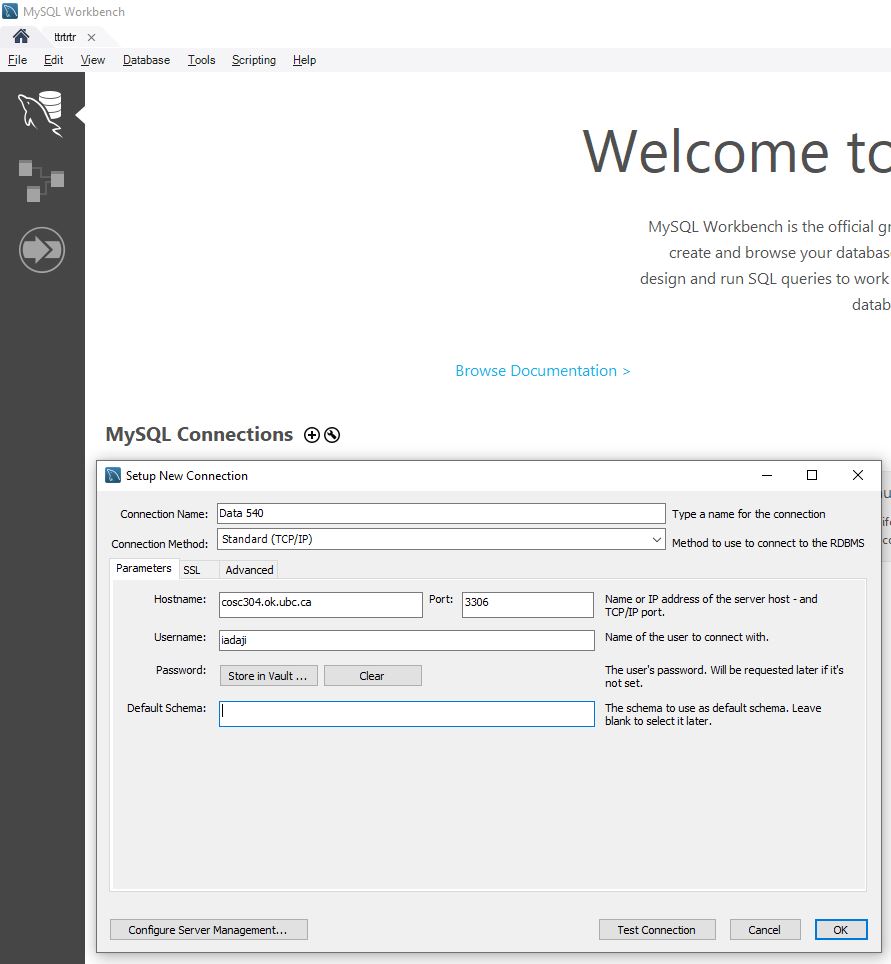 MySQL Workbench
ttrtrtr
File Edit View Database Tools Scripting Help
Welcome to
MySQL Workbench is the official gr
create and browse your database
design and run SQL queries to work
datab
Browse Documentation >
MySQL Connections
Setup New Connection
Connection Name: Data 540 Type a name for the connection
Connection Method: Standard (TCP/IP) Method to use to connect to the RDBMS
Parameters SSL Advanced
Hostname: cosc304.ok.ubc.ca Port: 3306 Name or IP address of the server host - and
TCP/IP port.
Username: iadaji Name of the user to connect with.
Password: Store in Vault ... Clear The user's password. Will be requested later if it's
not set.
Default Schema: The schema to use as default schema. Leave
blank to select it later.
Configure Server Management... Test Connection Cancel OK